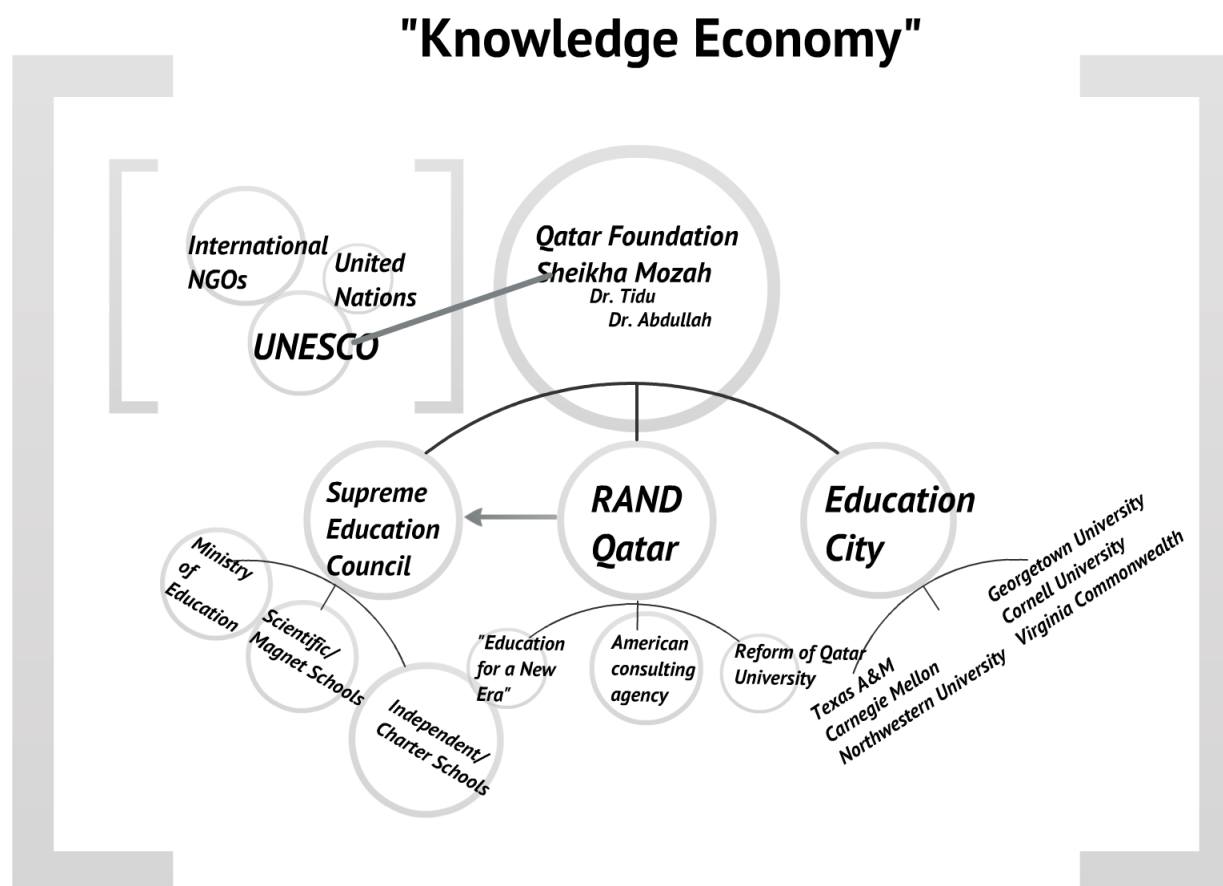 "Knowledge Economy"
International
NGOs
United
Nations
UNESCO
Qatar Foundation
Sheikha Mozah
Dr. Tidu
Dr. Abdullah
Supreme
Education
Council
RAND
Qatar
Education
City
Ministry
of
Education
Scientific/
Magnet Schools
Independent/
Charter Schools
"Education
for a New
Era"
American
consulting
agency
Reform of Qatar
University
Texas A&M
Carnegie Mellon
Northwestern University
Georgetown University
Cornell University
Virginia Commonwealth